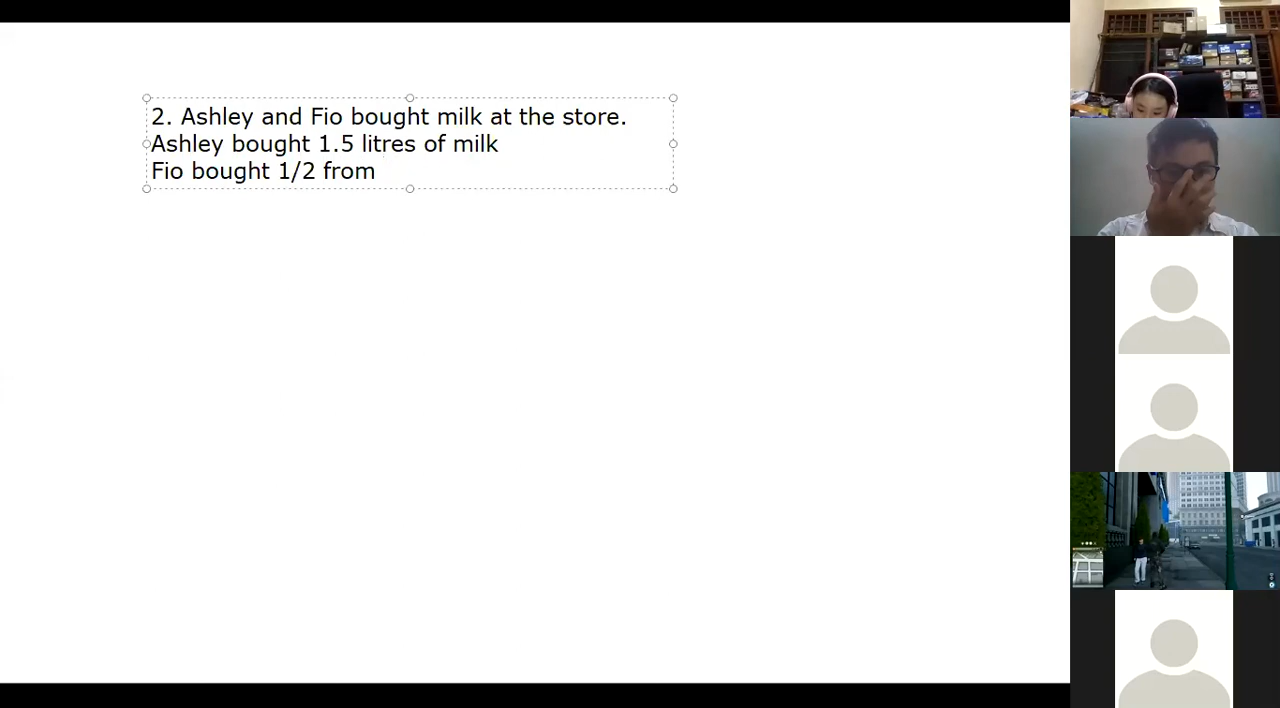 2. Ashley and Fio bought milk at the store.
Ashley bought 1.5 litres of milk
Fio bought 1/2 from